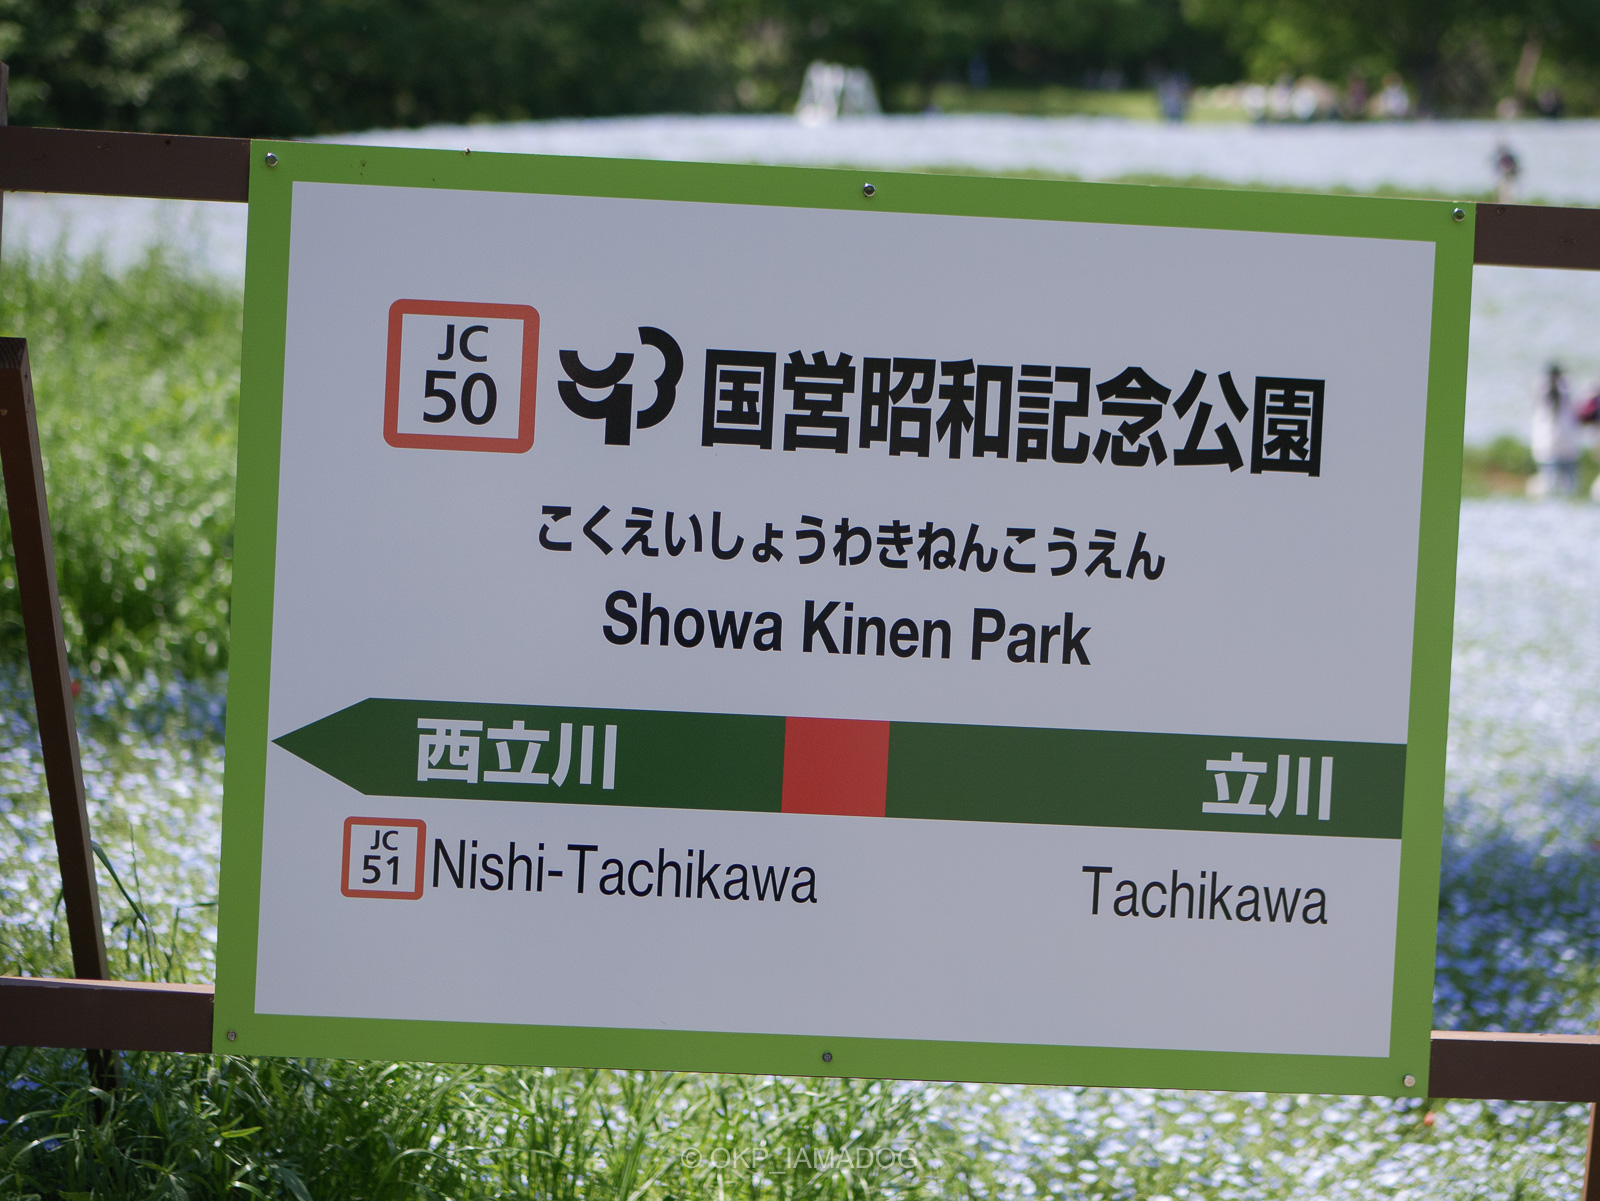 JC
50
国営昭和記念公園
こくえいしょうわきねんこうえん
Showa Kinen Park
西立川 立川
JC
51
Nishi-Tachikawa Tachikawa
© OKP_IAMADOG